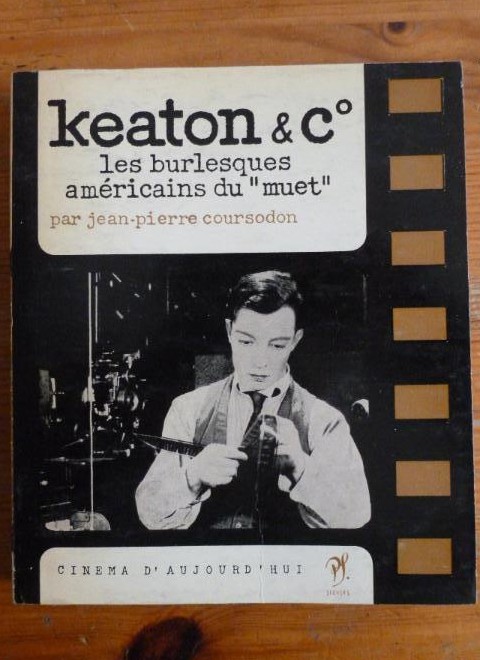 keaton & c°
les burlesques
américains du "muet"
par jean-pierre coursodon
CINEMA D'AUJOURD'HUI